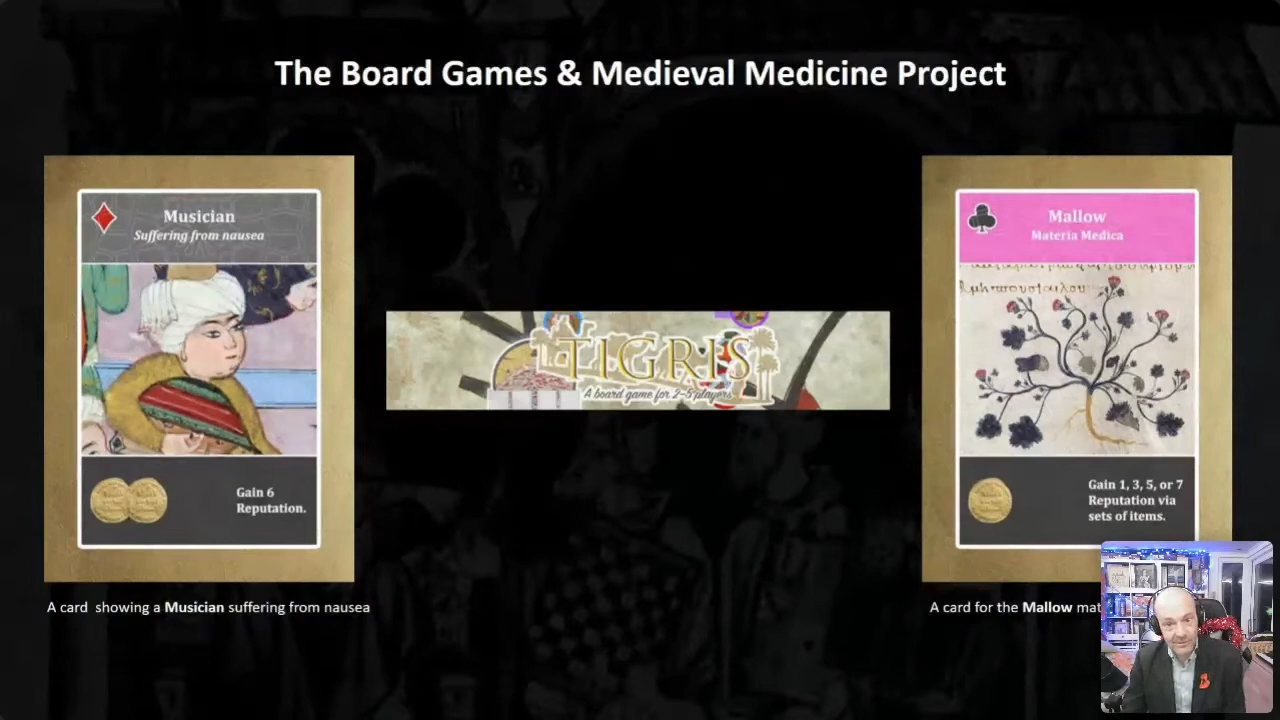 The Board Games & Medieval Medicine Project
Musician
Suffering from nausea
Gain 6
Reputation.
A card showing a Musician suffering from nausea
TIGRIS
A board game for 2-5 players
Mallow
Materia Medica
Gain 1, 3, 5, or 7
Reputation via
sets of items.
A card for the Mallow mat